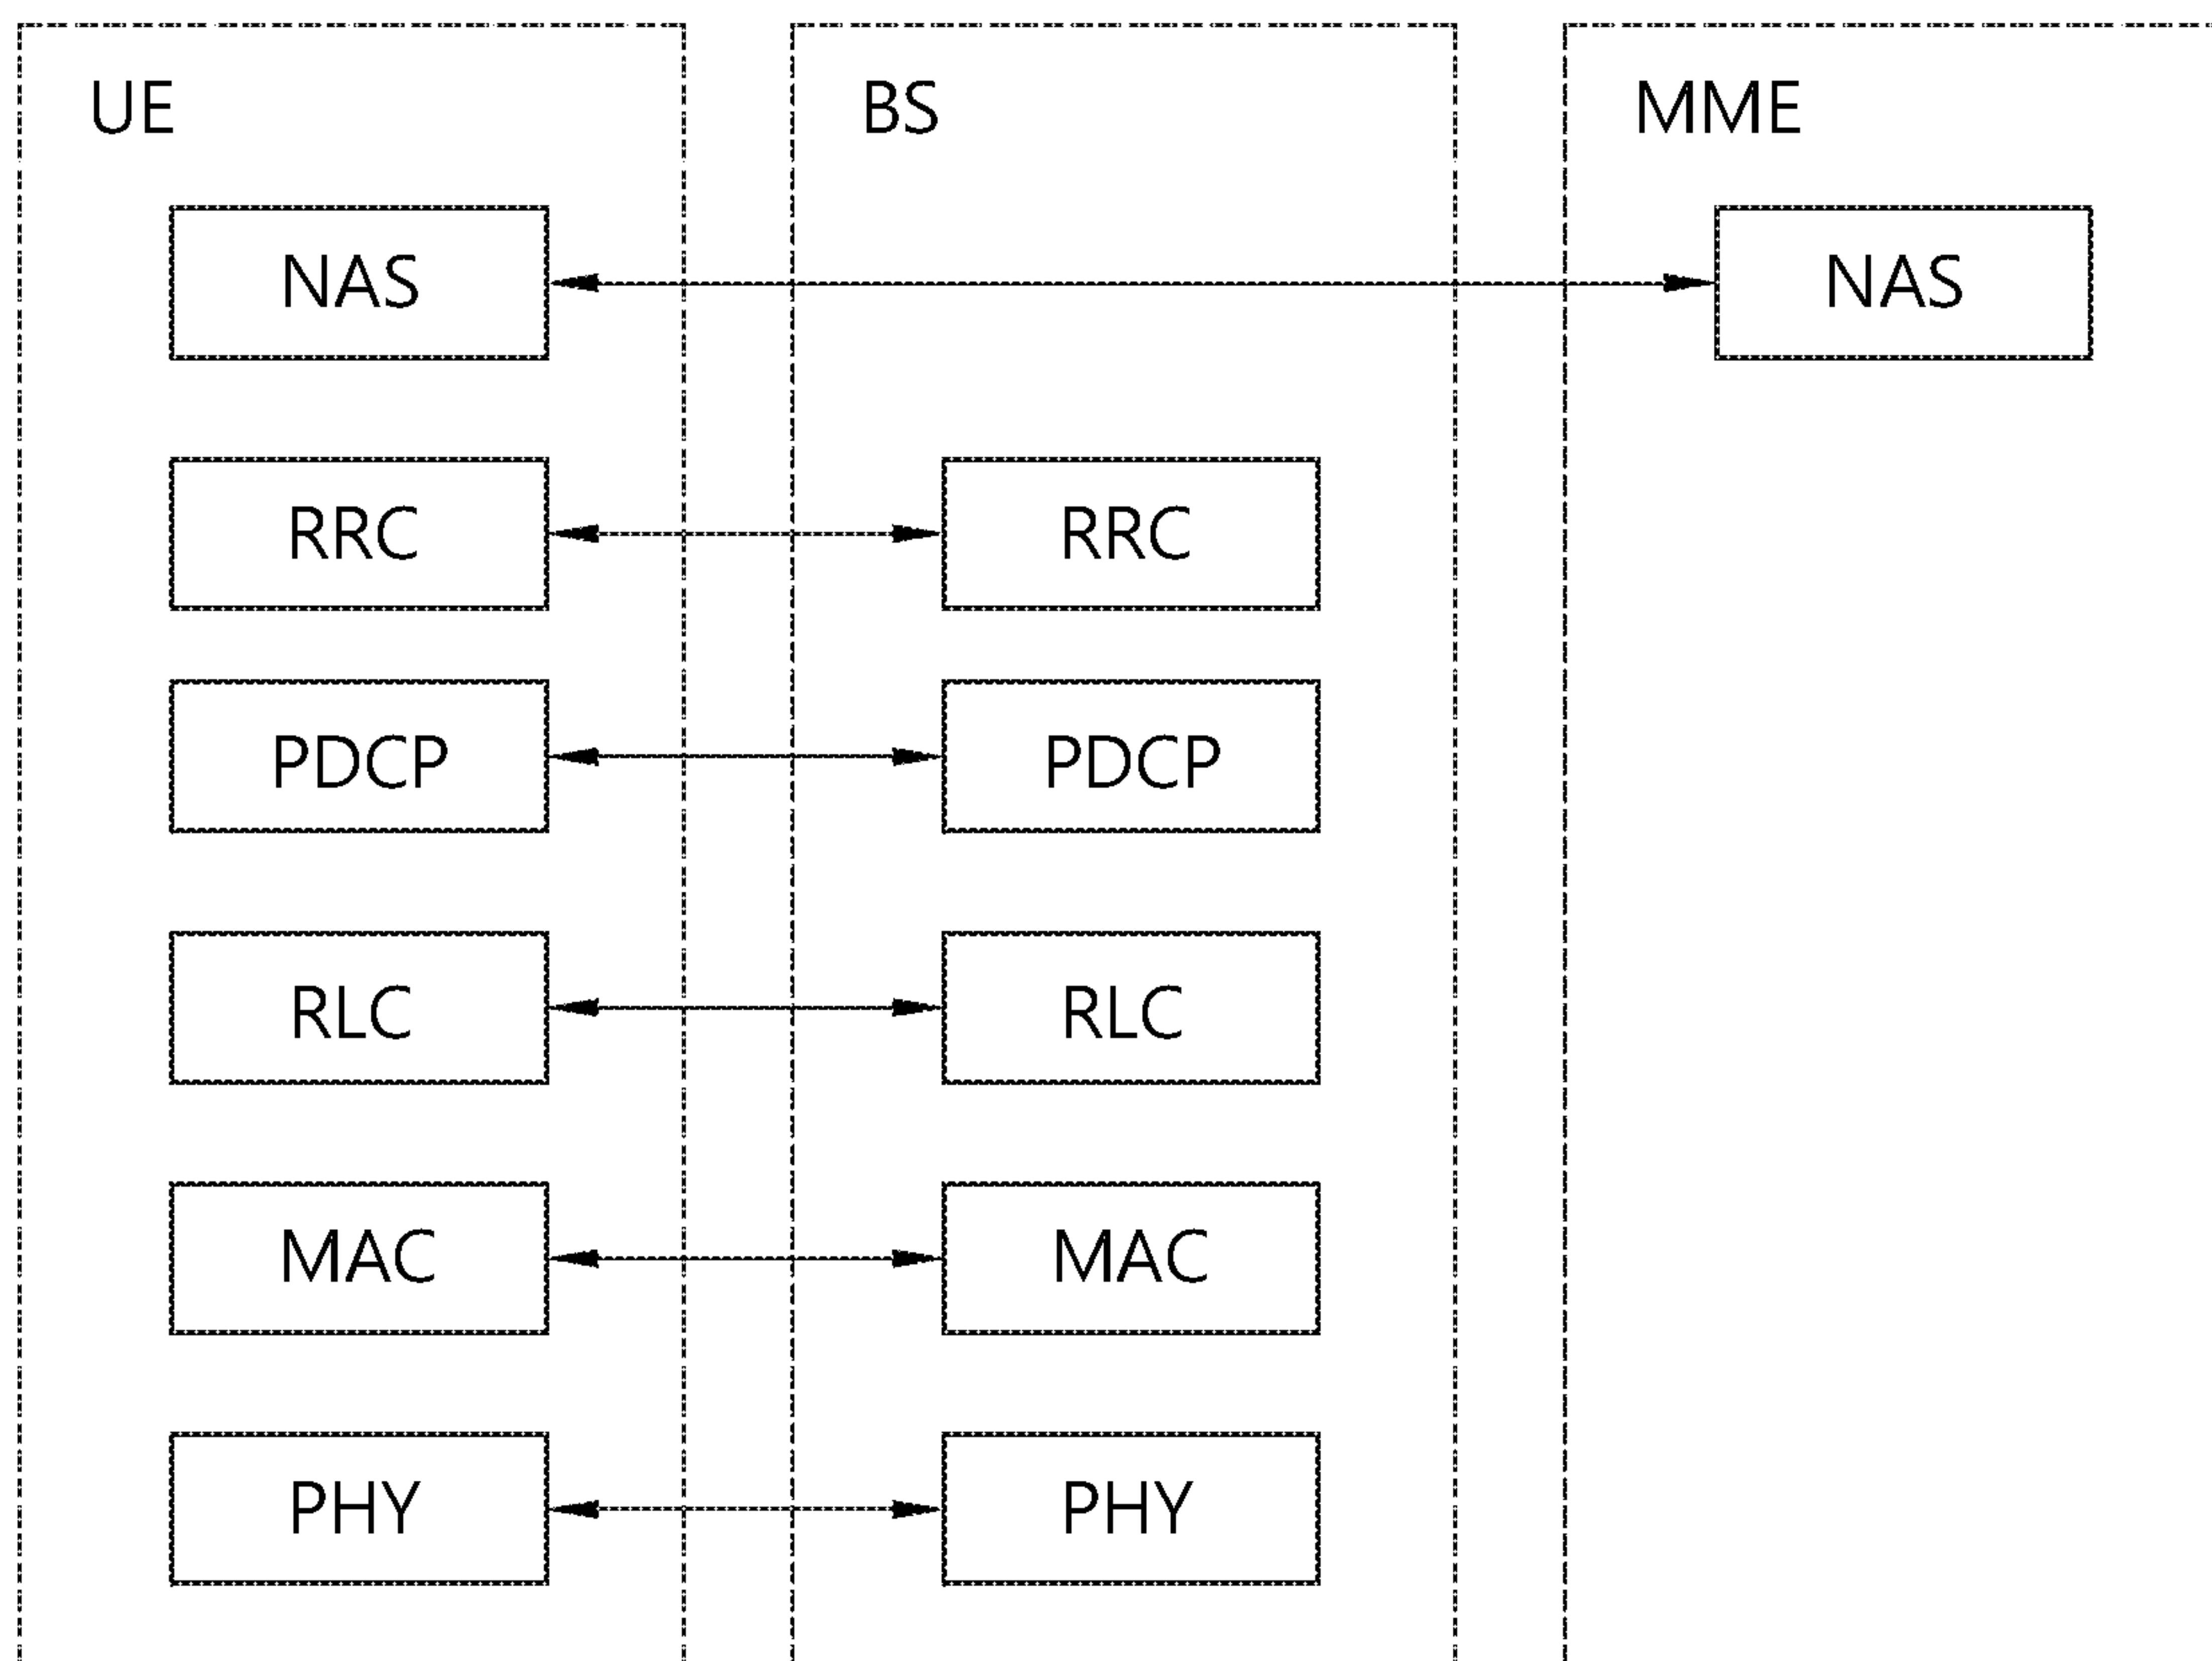 UE BS MME
NAS NAS
RRC RRC
PDCP PDCP
RLC RLC
MAC MAC
PHY PHY